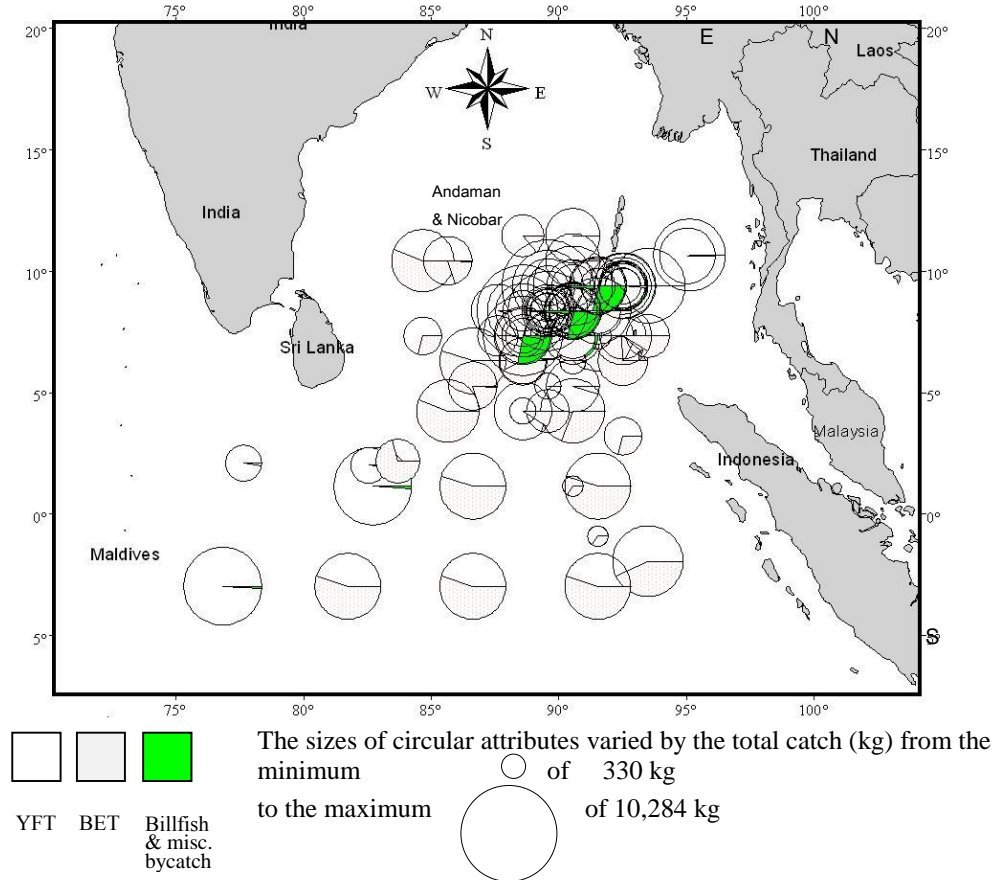 75° 80° 85° 90° 95° 100°
20° India E N 20°
Laos
N
W E
S
15° 15°
Thailand
Andaman
& Nicobar
India
10° 10°
Sri Lanka
5° 5°
Malaysia
Indonesia
0° 0°
Maldives
5° 5°
S
75° 80° 85° 90° 95° 100°
The sizes of circular attributes varied by the total catch (kg) from the
minimum of 330 kg
to the maximum of 10,284 kg
YFT BET Billfish
& misc.
bycatch